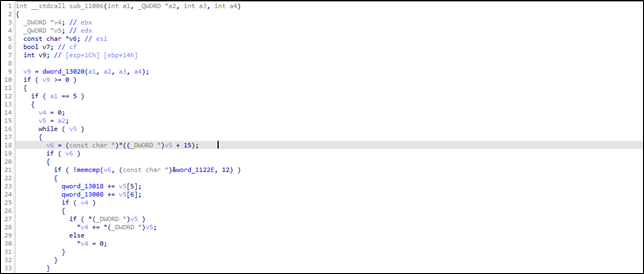 1 int __stdcall sub_11006(int a1, _QWORD *a2, int a3, int a4)
2 {
3 _DWORD *v4; // ebx
4 _QWORD *v5; // edx
5 const char *v6; // esi
6 bool v7; // cf
7 int v9; // [esp+1Ch] [ebp+14h]
8
9 v9 = dword_13020(a1, a2, a3, a4);
10 if ( v9 >= 0 )
11 {
12 if ( a1 == 5 )
13 {
14 v4 = 0;
15 v5 = a2;
16 while ( v5 )
17 {
18 v6 = (const char *)*((_DWORD *)v5 + 15);
19 if ( v6 )
20 {
21 if ( !memcmp(v6, (const char *)&word_1122E, 12) )
22 {
23 qword_13018 += v5[5];
24 qword_13008 += v5[6];
25 if ( v4 )
26 {
27 if ( *(_DWORD *)v5 )
28 *v4 += *(_DWORD *)v5;
29 else
30 *v4 = 0;
31 }
32 }
33 }